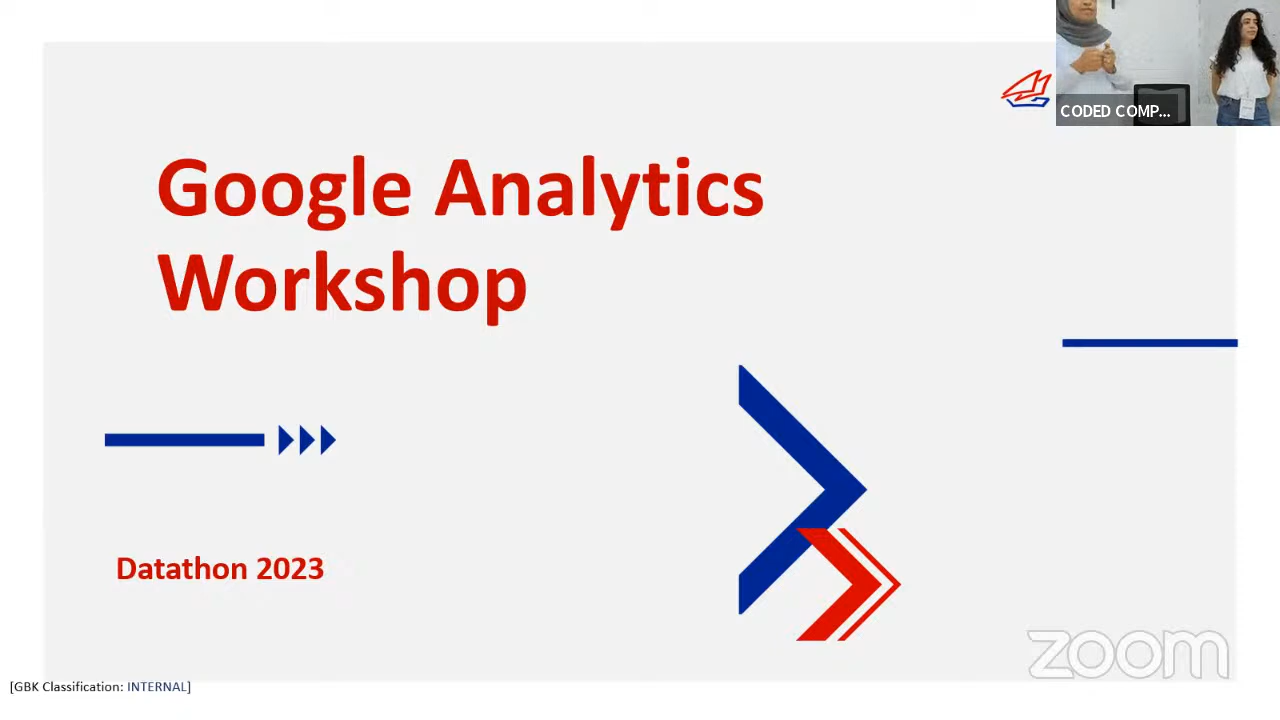 CODED COMP...
Google Analytics
Workshop
Datathon 2023
zoom
[GBK Classification: INTERNAL]